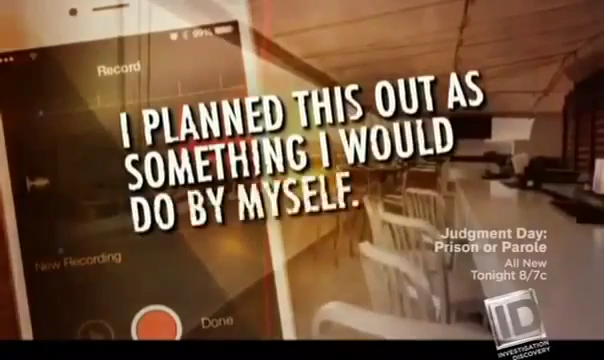 99%
Record
I PLANNED THIS OUT AS
SOMETHING I WOULD
DO BY MYSELF.
New Recording
Done
Judgment Day:
Prison or Parole
All New
Tonight 8/7c
ID
INVESTIGATION
DISCOVERY